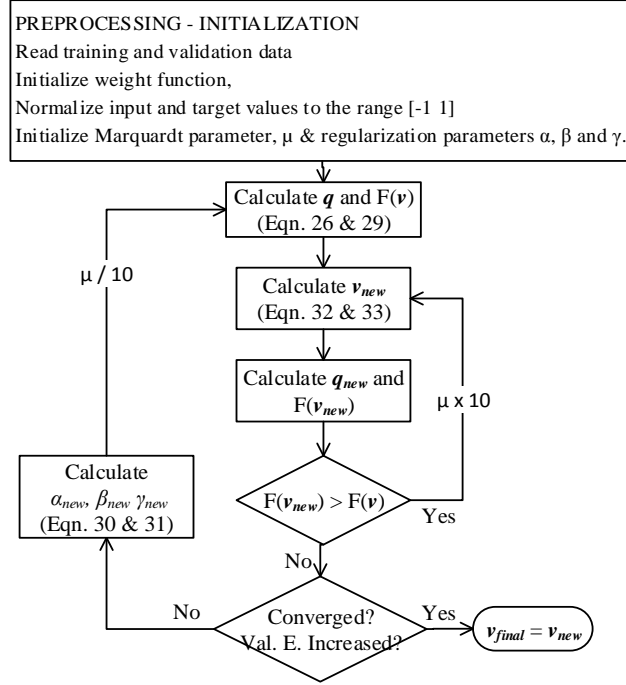 PREPROCESSING - INITIALIZATION
Read training and validation data
Initialize weight function,
Normalize input and target values to the range [-1 1]
Initialize Marquardt parameter, μ & regularization parameters α, β and γ.
Calculate q and F(v)
(Eqn. 26 & 29)
μ / 10
Calculate vnew
(Eqn. 32 & 33)
Calculate qnew and
F(vnew)
μ x 10
Calculate
αnew, βnew γnew
(Eqn. 30 & 31)
F(vnew) > F(v)
Yes
No
No
Converged?
Val. E. Increased?
Yes
vfinal = vnew